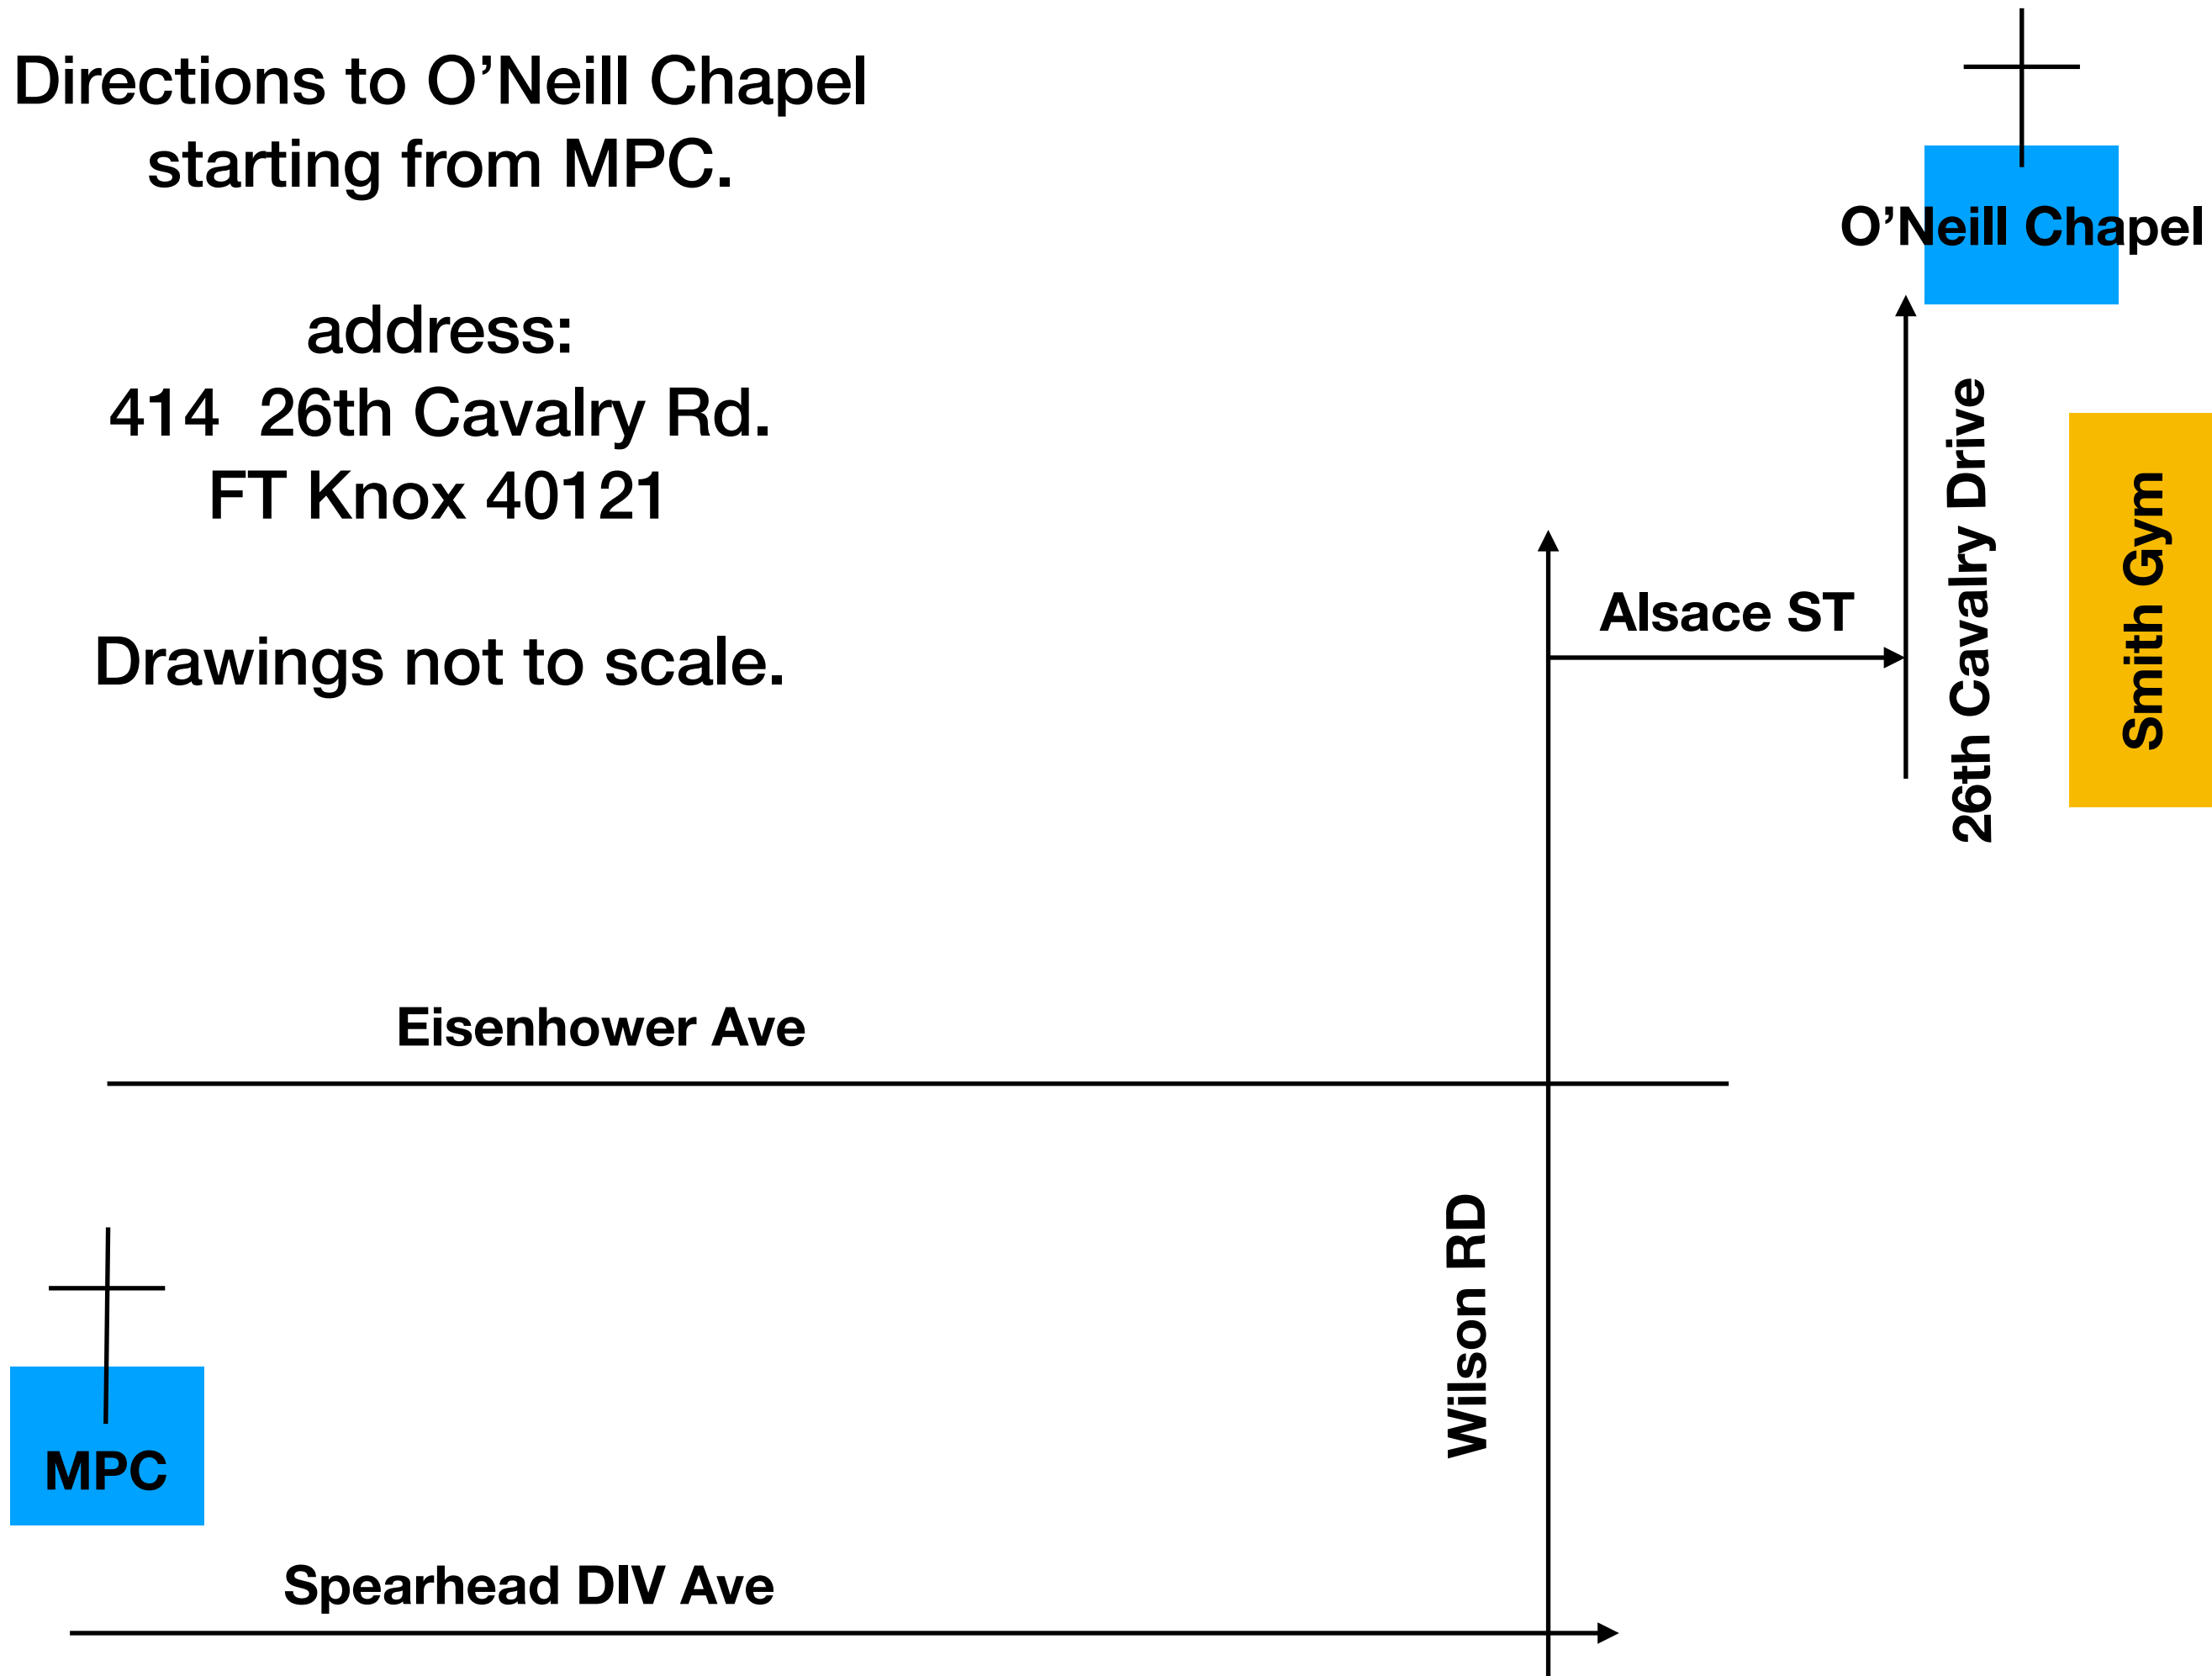 Directions to O’Neill Chapel
starting from MPC.
address:
414  26th Cavalry Rd.
FT Knox 40121
Drawings not to scale.
O’Neill Chapel
26th Cavalry Drive
Smith Gym
Alsace ST
Eisenhower Ave
Wilson RD
MPC
Spearhead DIV Ave